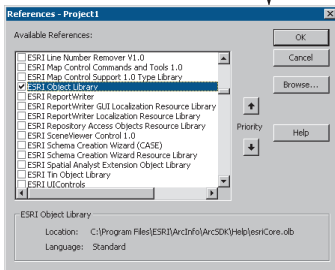 References - Project1
Available References:
ESRI Line Number Remover V1.0
ESRI Map Control Commands and Tools 1.0
ESRI Map Control Support 1.0 Type Library
ESRI Object Library
ESRI ReportWriter
ESRI ReportWriter GUI Localization Resource Library
ESRI ReportWriter Localization Resource Library
ESRI Repository Access Objects Resource Library
ESRI SceneViewer Control 1.0
ESRI Schema Creation Wizard (CASE)
ESRI Schema Creation Wizard Resource Library
ESRI Spatial Analyst Extension Object Library
ESRI Tin Object Library
ESRI UIControls
OK
Cancel
Browse...
Priority
Help
ESRI Object Library
Location: C:\Program Files\ESRI\ArcInfo\ArcSDK\Help\esriCore.olb
Language: Standard